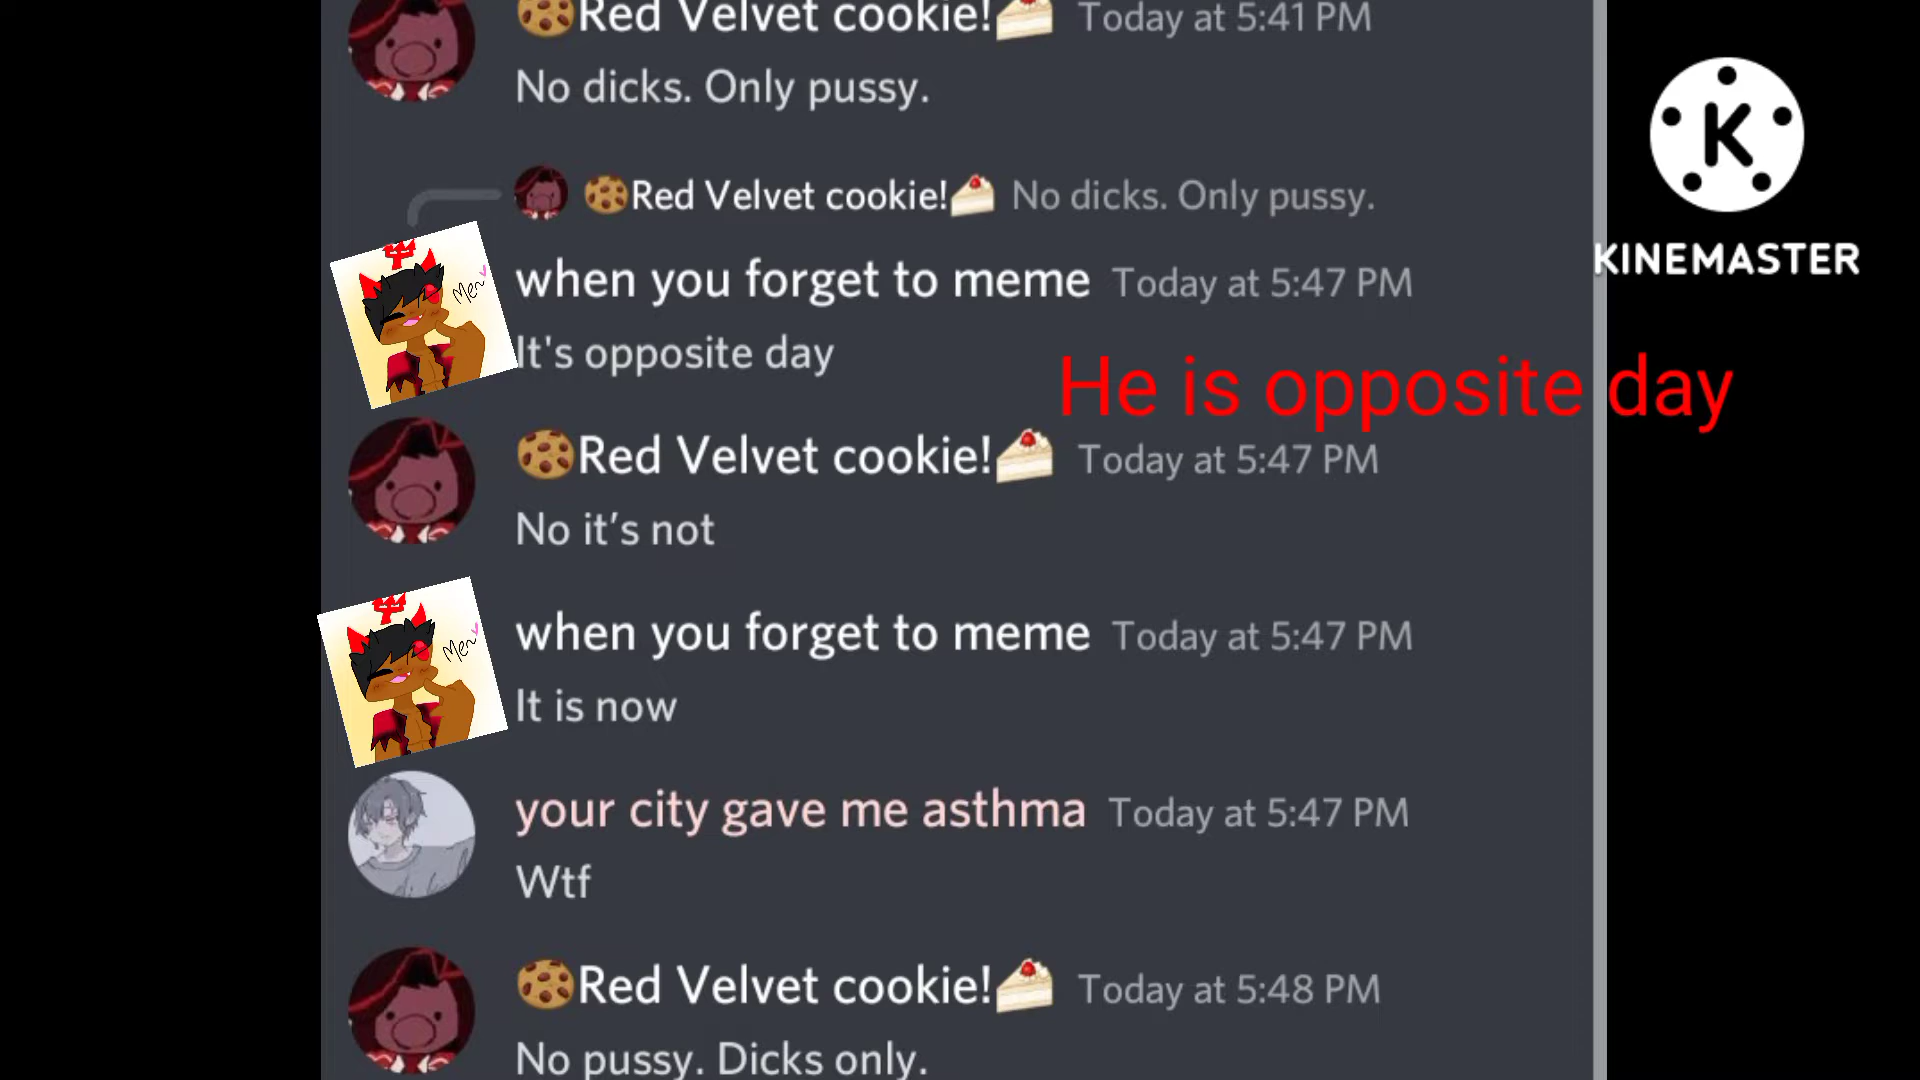 🍪Red Velvet cookie!🍰 Today at 5:41 PM
No dicks. Only pussy.
🍪Red Velvet cookie!🍰 No dicks. Only pussy.
when you forget to meme Today at 5:47 PM
Men
It's opposite day
He is opposite day
🍪Red Velvet cookie!🍰 Today at 5:47 PM
No it’s not
when you forget to meme Today at 5:47 PM
Men
It is now
your city gave me asthma Today at 5:47 PM
Wtf
🍪Red Velvet cookie!🍰 Today at 5:48 PM
No pussy. Dicks only.
K
KINEMASTER